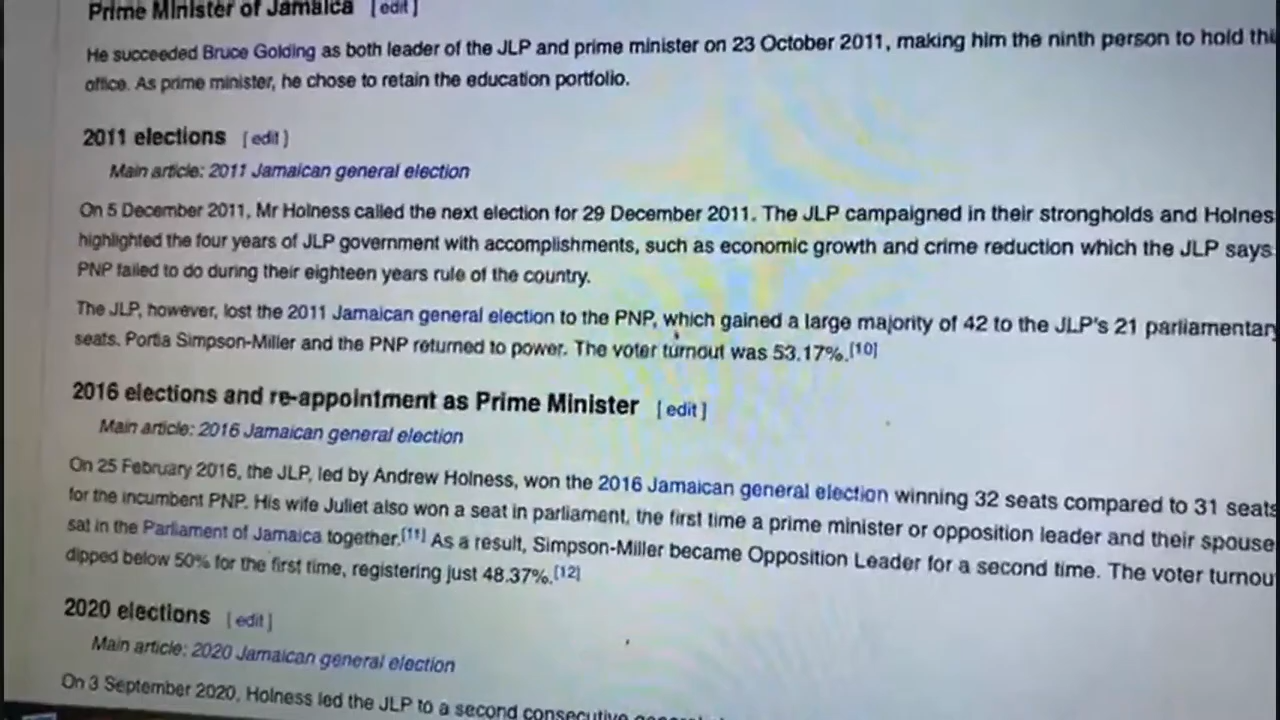 Prime Minister of Jamaica [edit]
He succeeded Bruce Golding as both leader of the JLP and prime minister on 23 October 2011, making him the ninth person to hold
office. As prime minister, he chose to retain the education portfolio.
2011 elections [edit]
Main article: 2011 Jamaican general election
On 5 December 2011, Mr Holness called the next election for 29 December 2011. The JLP campaigned in their strongholds and Holnes
highlighted the four years of JLP government with accomplishments, such as economic growth and crime reduction which the JLP says
PNP failed to do during their eighteen years rule of the country.
The JLP, however, lost the 2011 Jamaican general election to the PNP, which gained a large majority of 42 to the JLP's 21 parliamentary
seats. Portia Simpson-Miller and the PNP returned to power. The voter turnout was 53.17%.[10]
2016 elections and re-appointment as Prime Minister [edit]
Main article: 2016 Jamaican general election
On 25 February 2016, the JLP, led by Andrew Holness, won the 2016 Jamaican general election winning 32 seats compared to 31 seats
for the incumbent PNP. His wife Juliet also won a seat in parliament, the first time a prime minister or opposition leader and their spouse
sat in the Parliament of Jamaica together.[11] As a result, Simpson-Miller became Opposition Leader for a second time. The voter turnou
dipped below 50% for the first time, registering just 48.37%.[12]
2020 elections [edit]
Main article: 2020 Jamaican general election
On 3 September 2020, Holness led the JLP to a second consecutive